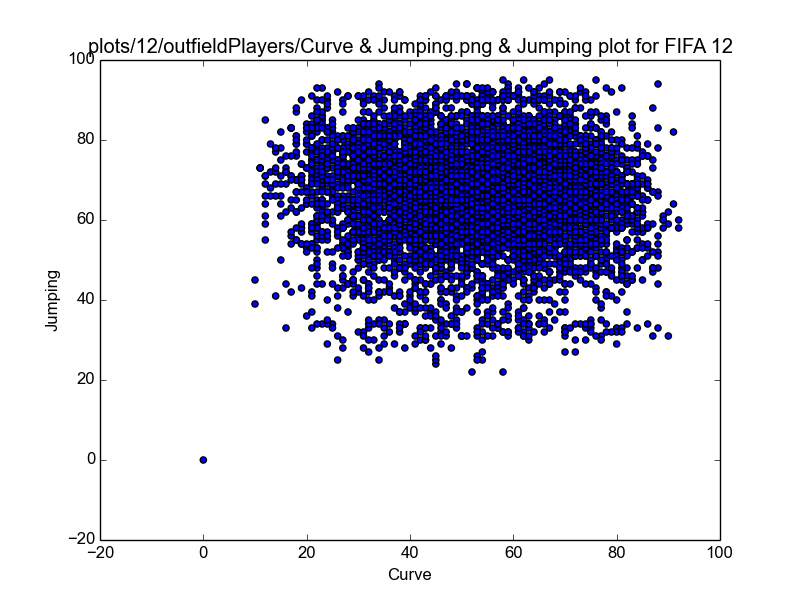 plots/12/outfieldPlayers/Curve & Jumping.png & Jumping plot for FIFA 12
100
80
60
40
20
0
−20
Jumping
−20 0 20 40 60 80 100
Curve